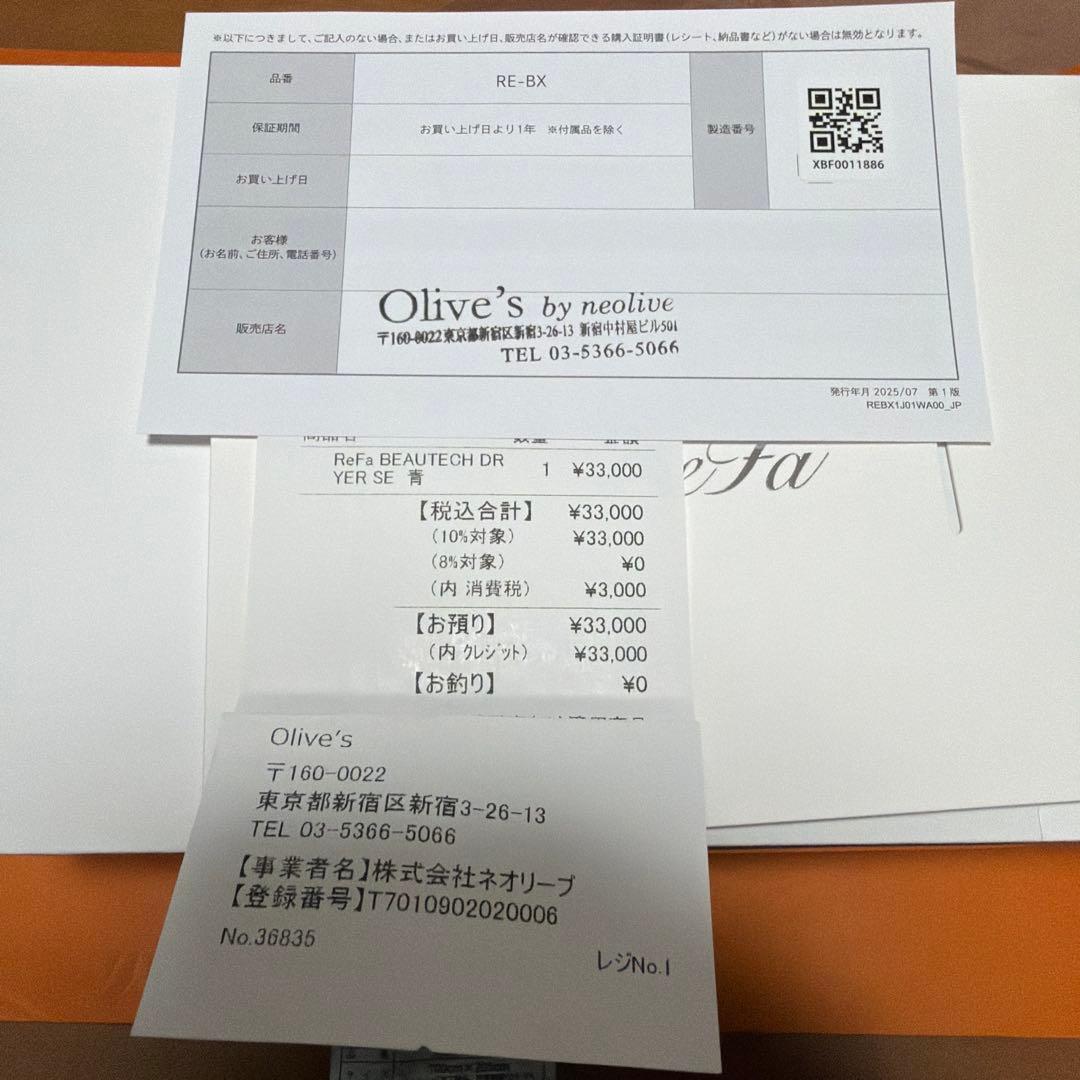 ※以下につきまして、ご記入のない場合、またはお買い上げ日、販売店名が確認できる購入証明書(レシート、納品書など)がない場合は無効となります。
品番 RE-BX
製造番号
XBF0011886
保証期間 お買い上げ日より1年 ※付属品を除く
お買い上げ日
お客様
(お名前、ご住所、電話番号)
販売店名
Olive's by neolive
〒160-0022東京都新宿区新宿3-26-13 新宿中村屋ビル501
TEL 03-5366-5066
発行年月 2025/07 第1版
REBX1J01WA00_JP
eFa
商品名 数量 金額
ReFa BEAUTECH DR
YER SE 青 1 ¥33,000
【税込合計】 ¥33,000
(10%対象) ¥33,000
(8%対象) ¥0
(内 消費税) ¥3,000
【お預り】 ¥33,000
(内 クレジット) ¥33,000
【お釣り】 ¥0
Olive's
〒160-0022
東京都新宿区新宿3-26-13
TEL 03-5366-5066
【事業者名】株式会社ネオリーブ
【登録番号】T7010902020006
No.36835
レジNo.1